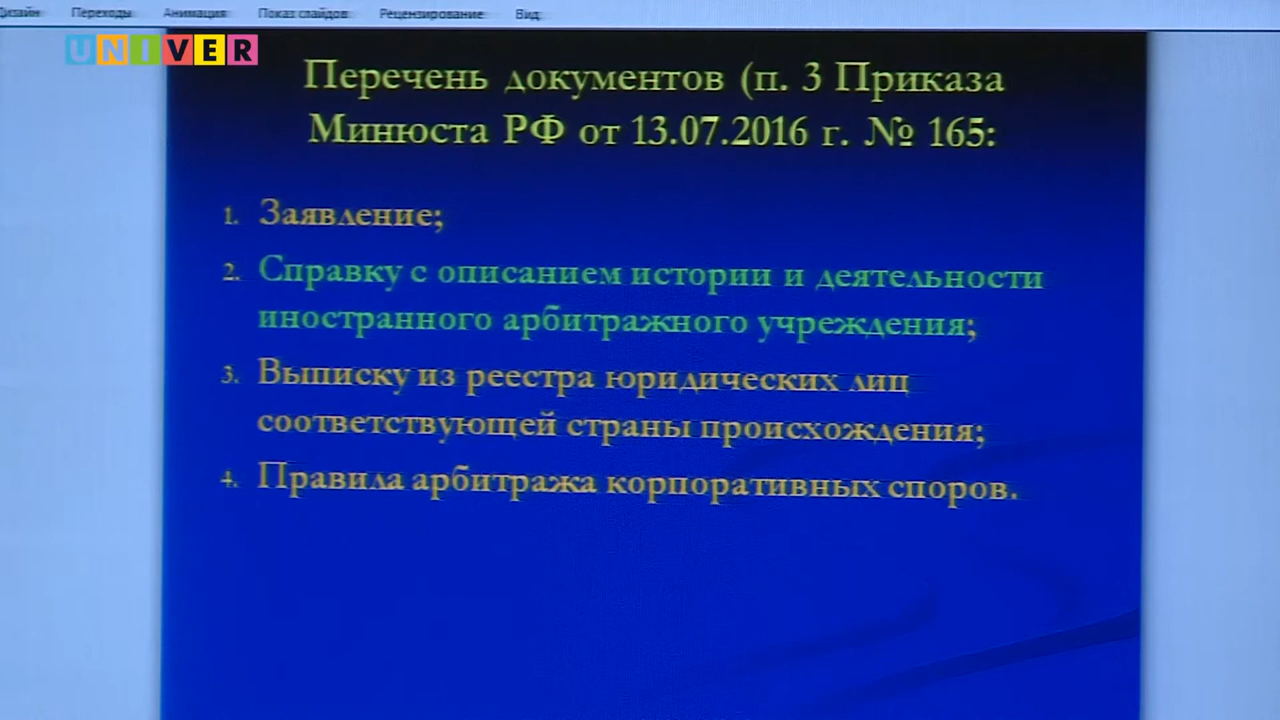 Дизайн Переходы Анимация Показ слайдов Рецензирование Вид
UNIVER
Перечень документов (п. 3 Приказа
Минюста РФ от 13.07.2016 г. № 165:
1. Заявление;
2. Справку с описанием истории и деятельности
иностранного арбитражного учреждения;
3. Выписку из реестра юридических лиц
соответствующей страны происхождения;
4. Правила арбитража корпоративных споров.